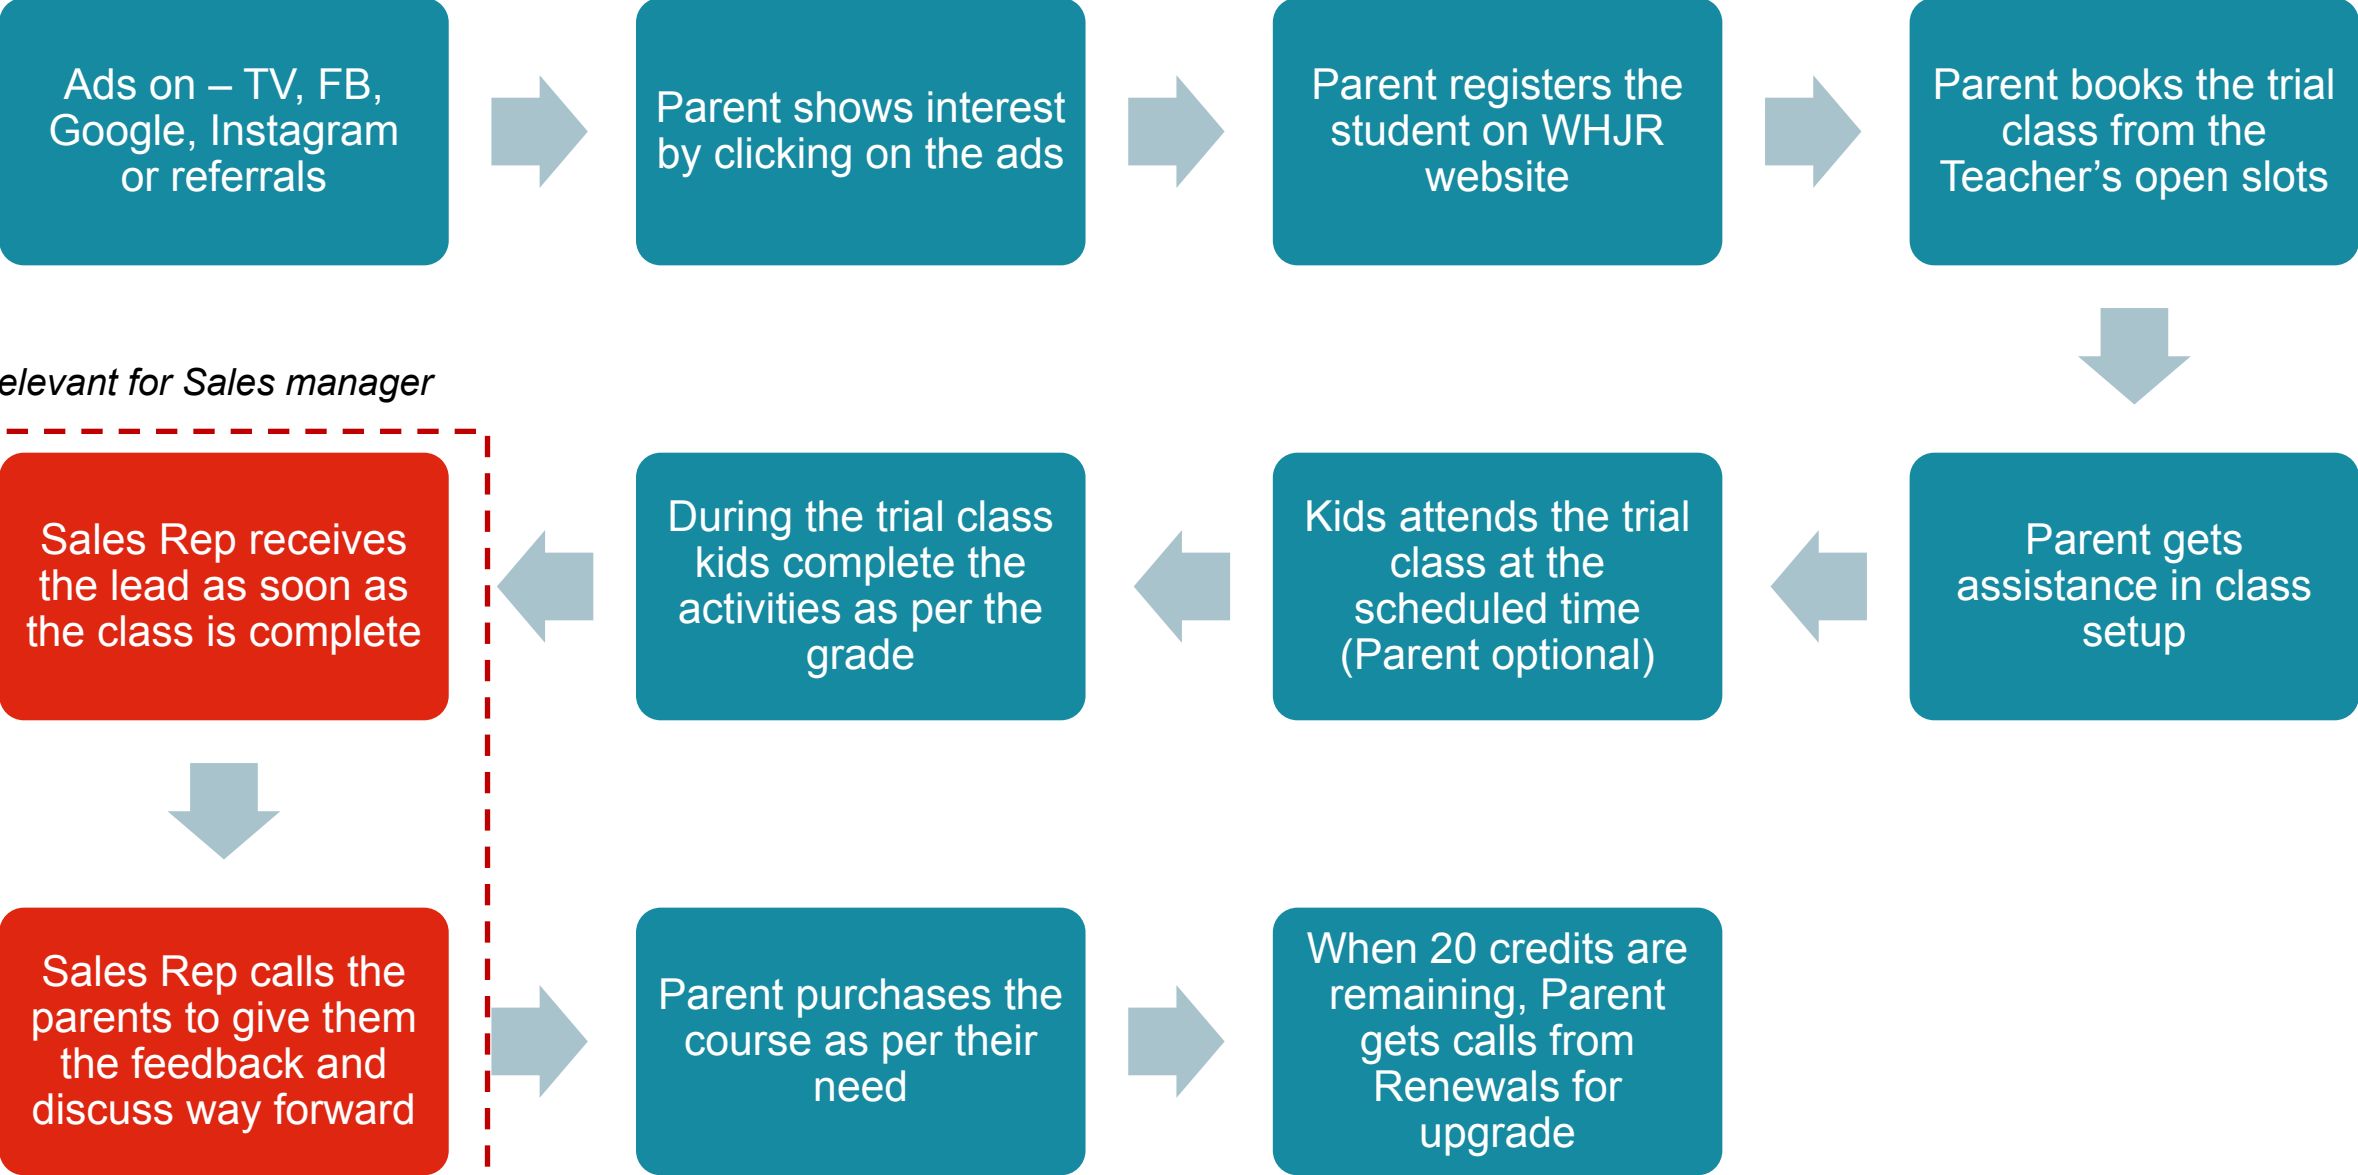 Ads on – TV, FB,
Google, Instagram
or referrals
Parent shows interest
by clicking on the ads
Parent registers the
student on WHJR
website
Parent books the trial
class from the
Teacher’s open slots
elevant for Sales manager
Sales Rep receives
the lead as soon as
the class is complete
During the trial class
kids complete the
activities as per the
grade
Kids attends the trial
class at the
scheduled time
(Parent optional)
Parent gets
assistance in class
setup
Sales Rep calls the
parents to give them
the feedback and
discuss way forward
Parent purchases the
course as per their
need
When 20 credits are
remaining, Parent
gets calls from
Renewals for
upgrade